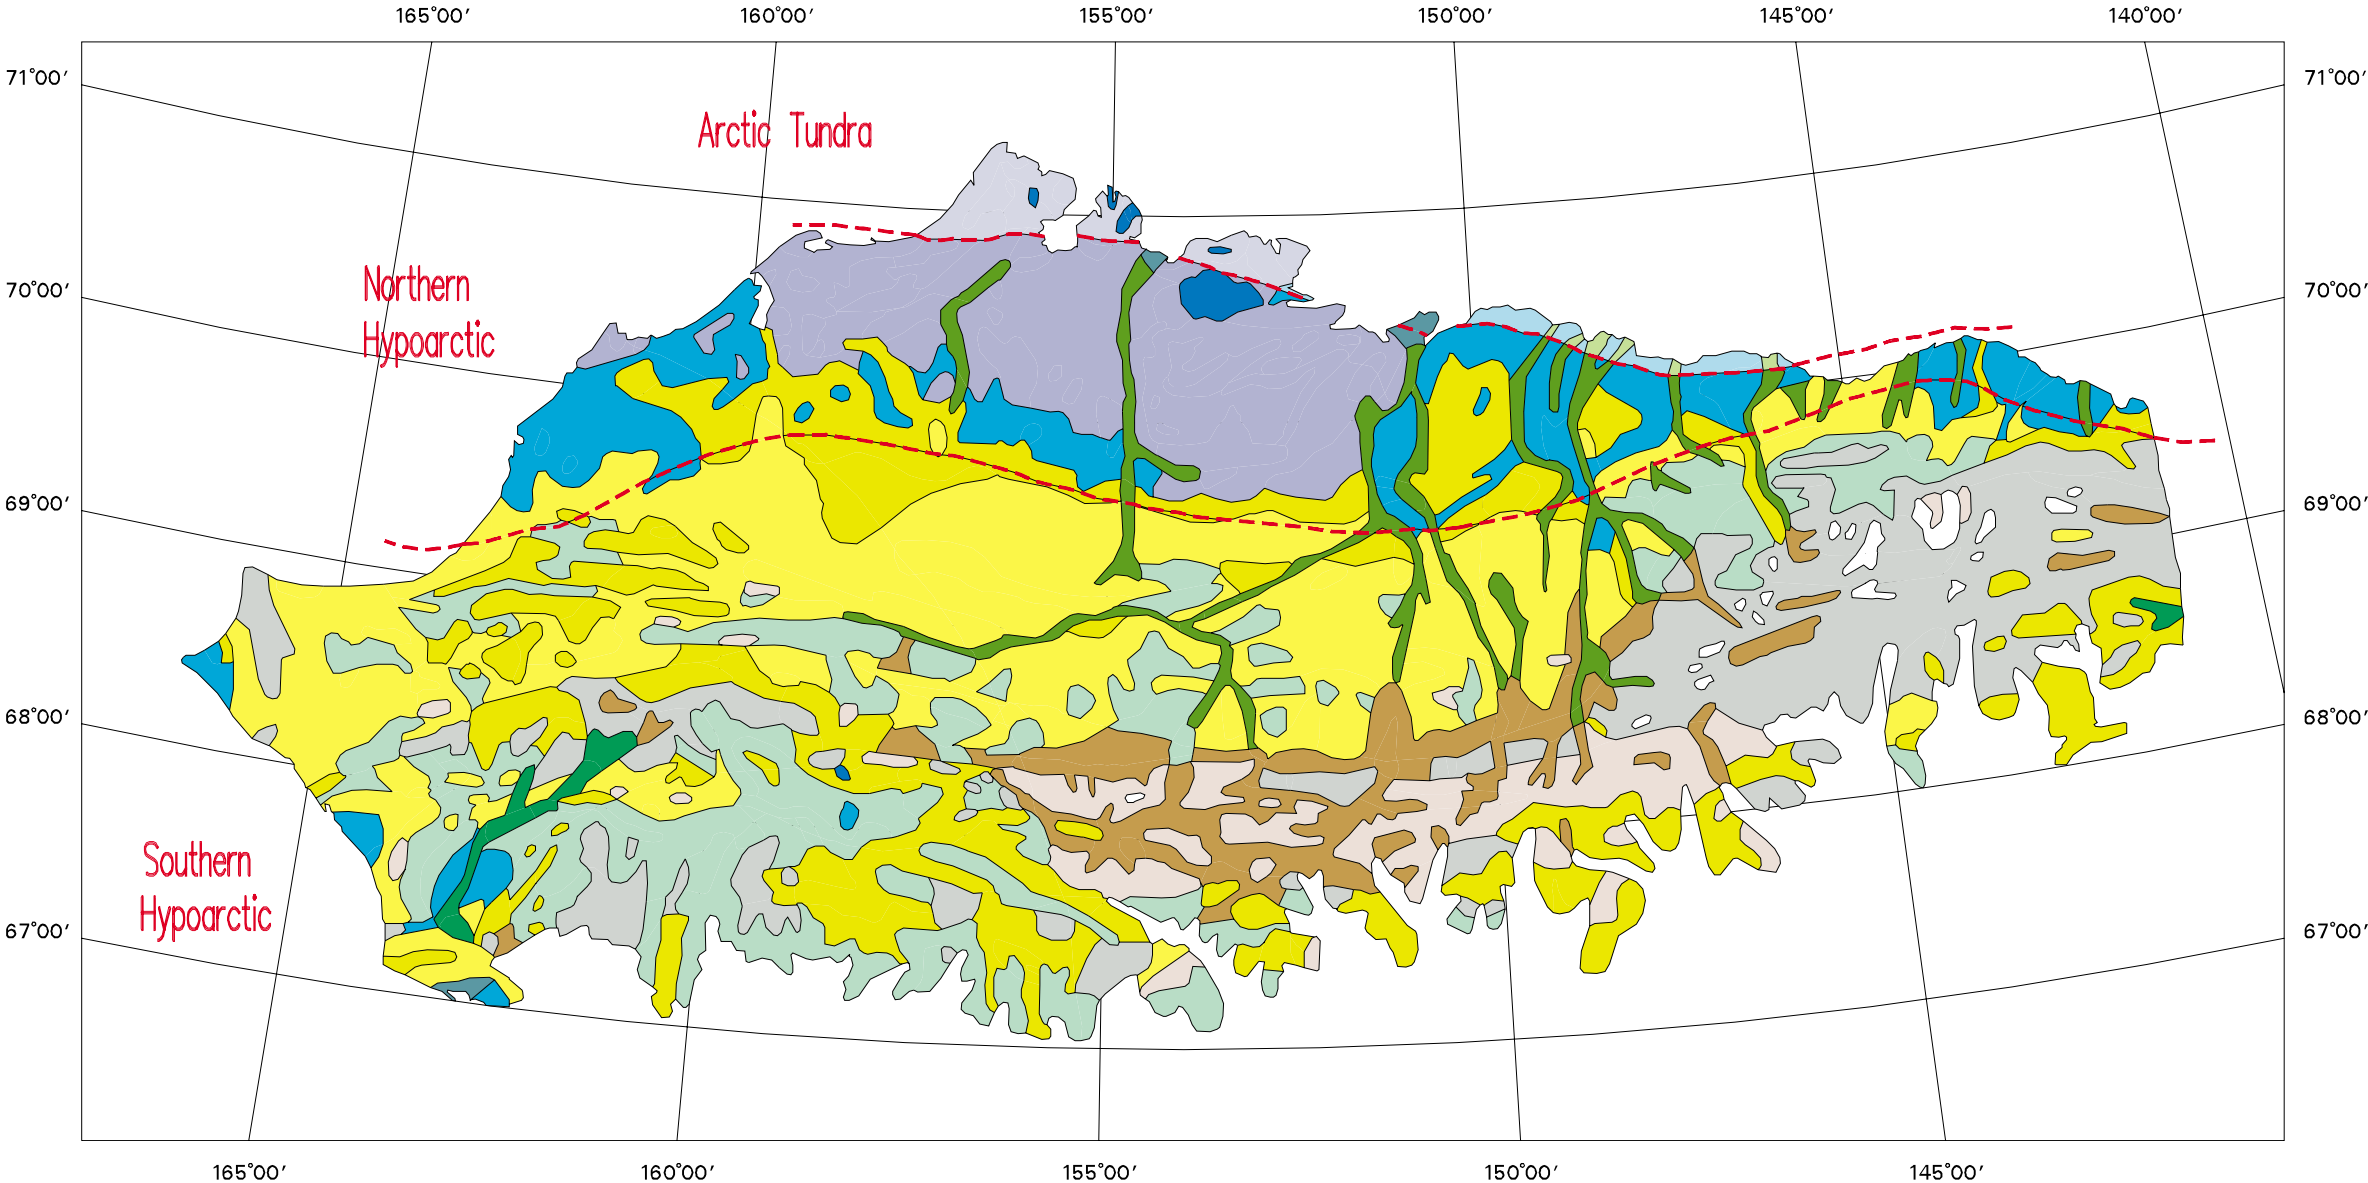 165°00′ 160°00′ 155°00′ 150°00′ 145°00′ 140°00′
71°00′ 71°00′
Arctic Tundra
70°00′ 70°00′
Northern
Hypoarctic
69°00′ 69°00′
68°00′ 68°00′
Southern
Hypoarctic
67°00′ 67°00′
165°00′ 160°00′ 155°00′ 150°00′ 145°00′